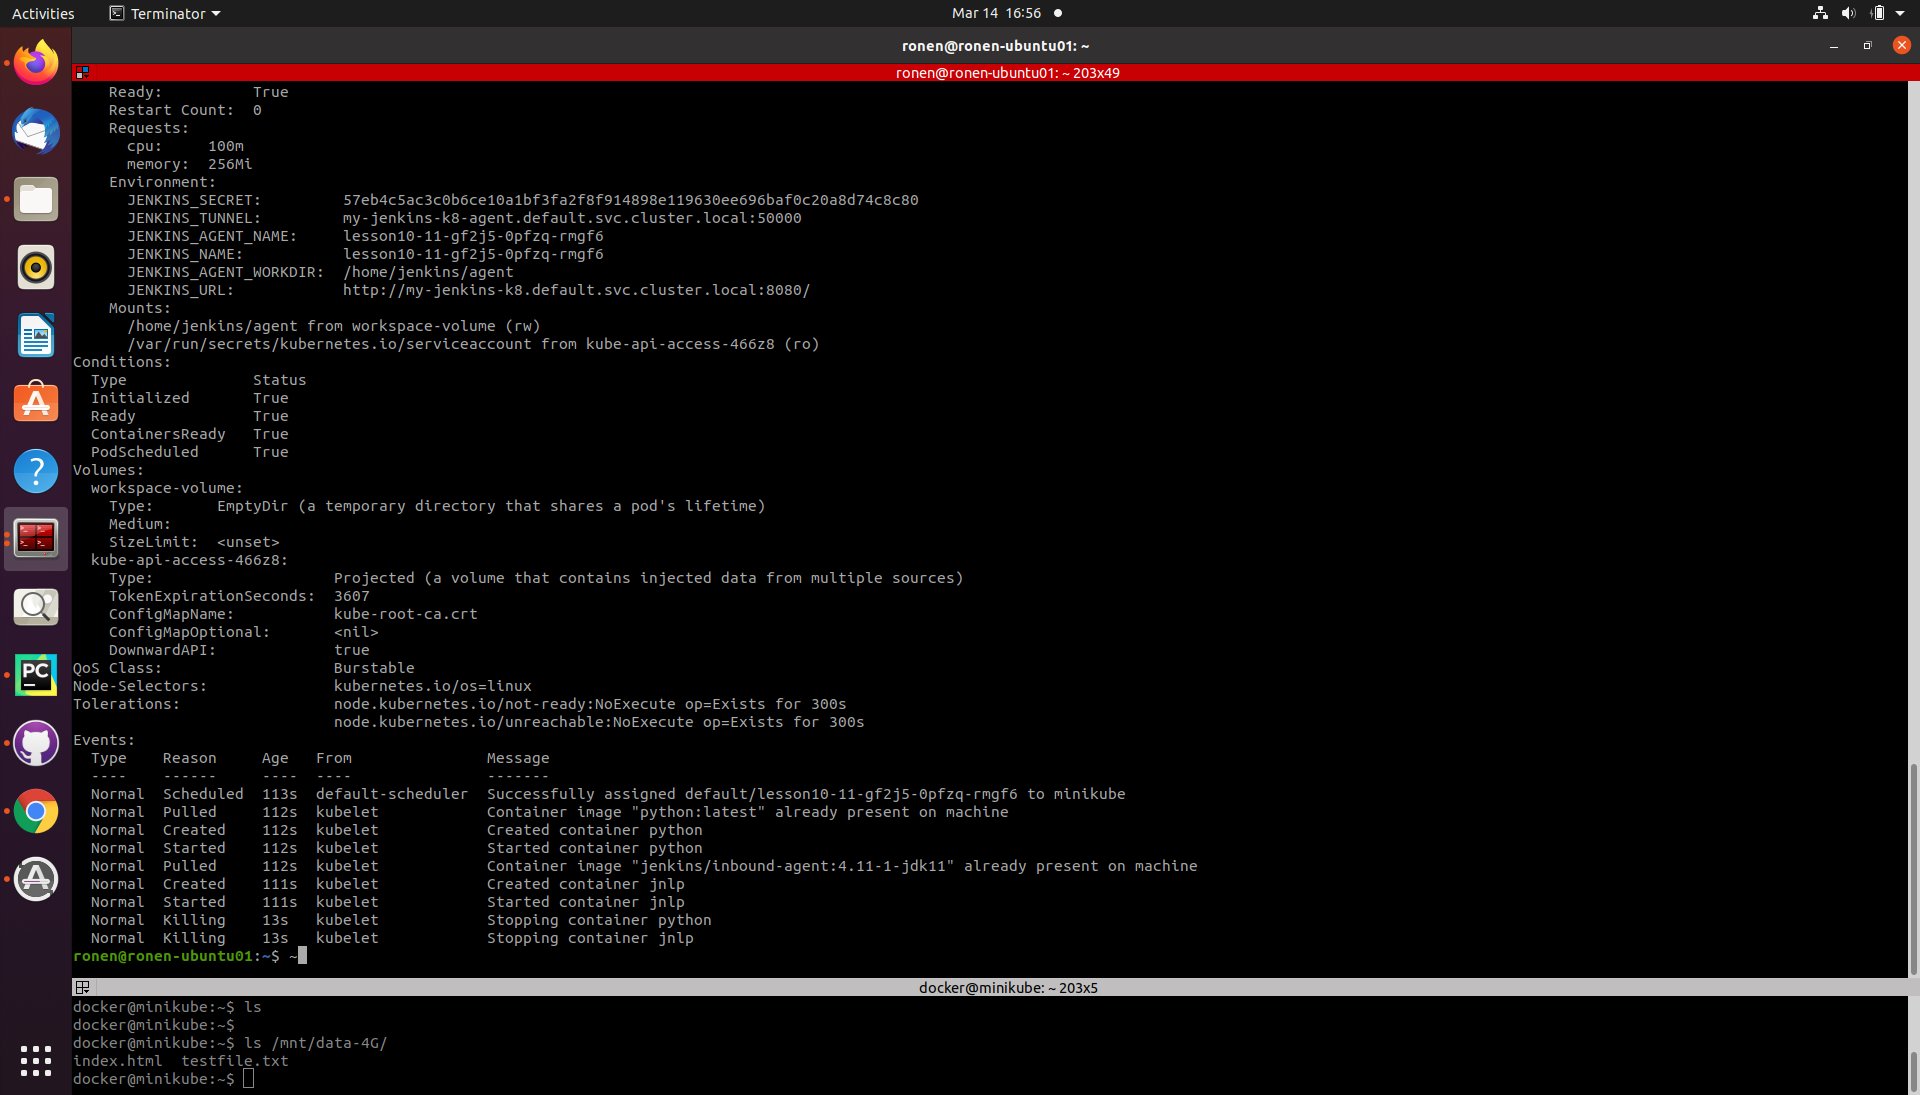 Activities
Terminator
Mar 14 16:56
ronen@ronen-ubuntu01: ~
ronen@ronen-ubuntu01: ~ 203x49
Ready: True
Restart Count: 0
Requests:
cpu: 100m
memory: 256Mi
Environment:
JENKINS_SECRET: 57eb4c5ac3c0b6ce10a1bf3fa2f8f914898e119630ee696baf0c20a8d74c8c80
JENKINS_TUNNEL: my-jenkins-k8-agent.default.svc.cluster.local:50000
JENKINS_AGENT_NAME: lesson10-11-gf2j5-0pfzq-rmgf6
JENKINS_NAME: lesson10-11-gf2j5-0pfzq-rmgf6
JENKINS_AGENT_WORKDIR: /home/jenkins/agent
JENKINS_URL: http://my-jenkins-k8.default.svc.cluster.local:8080/
Mounts:
/home/jenkins/agent from workspace-volume (rw)
/var/run/secrets/kubernetes.io/serviceaccount from kube-api-access-466z8 (ro)
Conditions:
Type Status
Initialized True
Ready True
ContainersReady True
PodScheduled True
Volumes:
workspace-volume:
Type: EmptyDir (a temporary directory that shares a pod's lifetime)
Medium:
SizeLimit: <unset>
kube-api-access-466z8:
Type: Projected (a volume that contains injected data from multiple sources)
TokenExpirationSeconds: 3607
ConfigMapName: kube-root-ca.crt
ConfigMapOptional: <nil>
DownwardAPI: true
QoS Class: Burstable
Node-Selectors: kubernetes.io/os=linux
Tolerations: node.kubernetes.io/not-ready:NoExecute op=Exists for 300s
node.kubernetes.io/unreachable:NoExecute op=Exists for 300s
Events:
Type Reason Age From Message
---- ------ ---- ---- -------
Normal Scheduled 113s default-scheduler Successfully assigned default/lesson10-11-gf2j5-0pfzq-rmgf6 to minikube
Normal Pulled 112s kubelet Container image "python:latest" already present on machine
Normal Created 112s kubelet Created container python
Normal Started 112s kubelet Started container python
Normal Pulled 112s kubelet Container image "jenkins/inbound-agent:4.11-1-jdk11" already present on machine
Normal Created 111s kubelet Created container jnlp
Normal Started 111s kubelet Started container jnlp
Normal Killing 13s kubelet Stopping container python
Normal Killing 13s kubelet Stopping container jnlp
ronen@ronen-ubuntu01:~$ ~
docker@minikube: ~ 203x5
docker@minikube:~$ ls
docker@minikube:~$
docker@minikube:~$ ls /mnt/data-4G/
index.html testfile.txt
docker@minikube:~$
PC